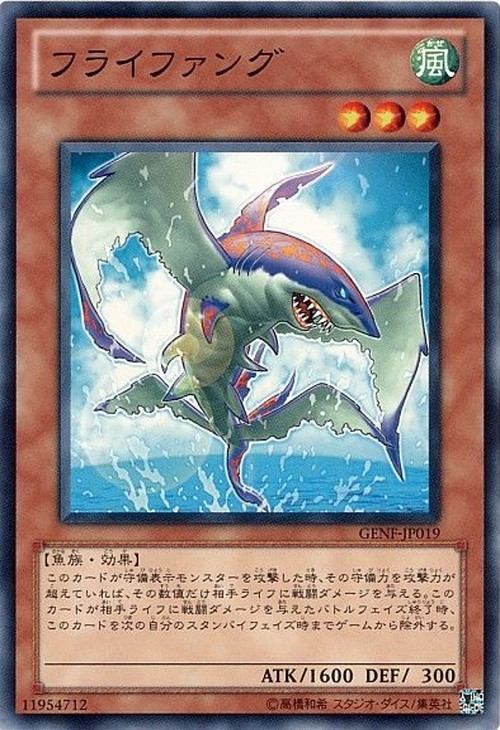 フライファング
風
GENF-JP019
【魚族・効果】
このカードが守備表示モンスターを攻撃した時、その守備力を攻撃力が
超えていれば、その数値だけ相手ライフに戦闘ダメージを与える。この
カードが相手ライフに戦闘ダメージを与えたバトルフェイズ終了時、
このカードを次の自分のスタンバイフェイズ時までゲームから除外する。
ATK/1600 DEF/ 300
11954712
©高橋和希 スタジオ・ダイス/集英社